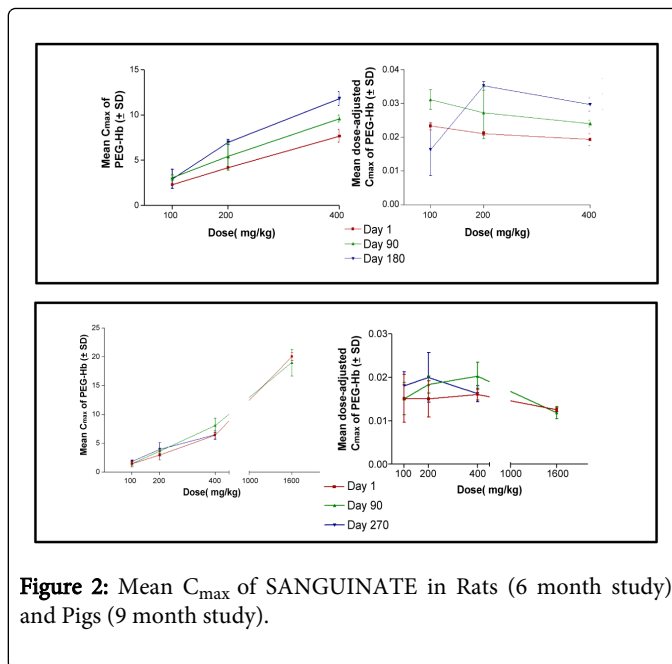 Mean Cmax of
PEG-Hb (± SD)
15
10
5
0
100
200
400
Dose( mg/kg)
Mean dose-adjusted
Cmax of PEG-Hb (± SD)
0.04
0.03
0.02
0.01
0.00
100
200
400
Dose( mg/kg)
Day 1
Day 90
Day 180
Mean Cmax of PEG-Hb (± SD)
25
20
15
10
5
0
100
200
400
1000
1600
Dose( mg/kg)
Mean dose-adjusted
Cmax of PEG-Hb (± SD)
0.03
0.02
0.01
0.00
100
200
400
1000
1600
Dose( mg/kg)
Day 1
Day 90
Day 270
Figure 2: Mean Cmax of SANGUINATE in Rats (6 month study)
and Pigs (9 month study).